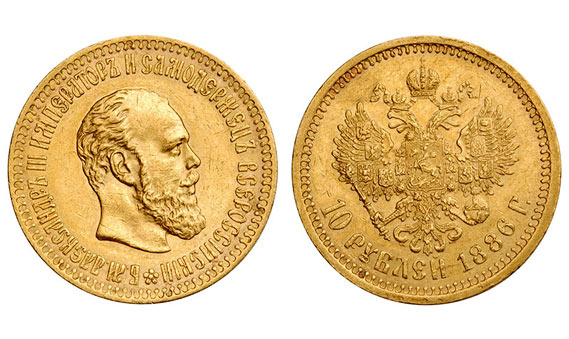 Б. М. АЛЕКСАНДРЪ III ИМПЕРАТОРЪ И САМОДЕРЖЕЦЪ ВСЕРОССІЙСКІЙ
10 РУБЛЕЙ 1886 Г.